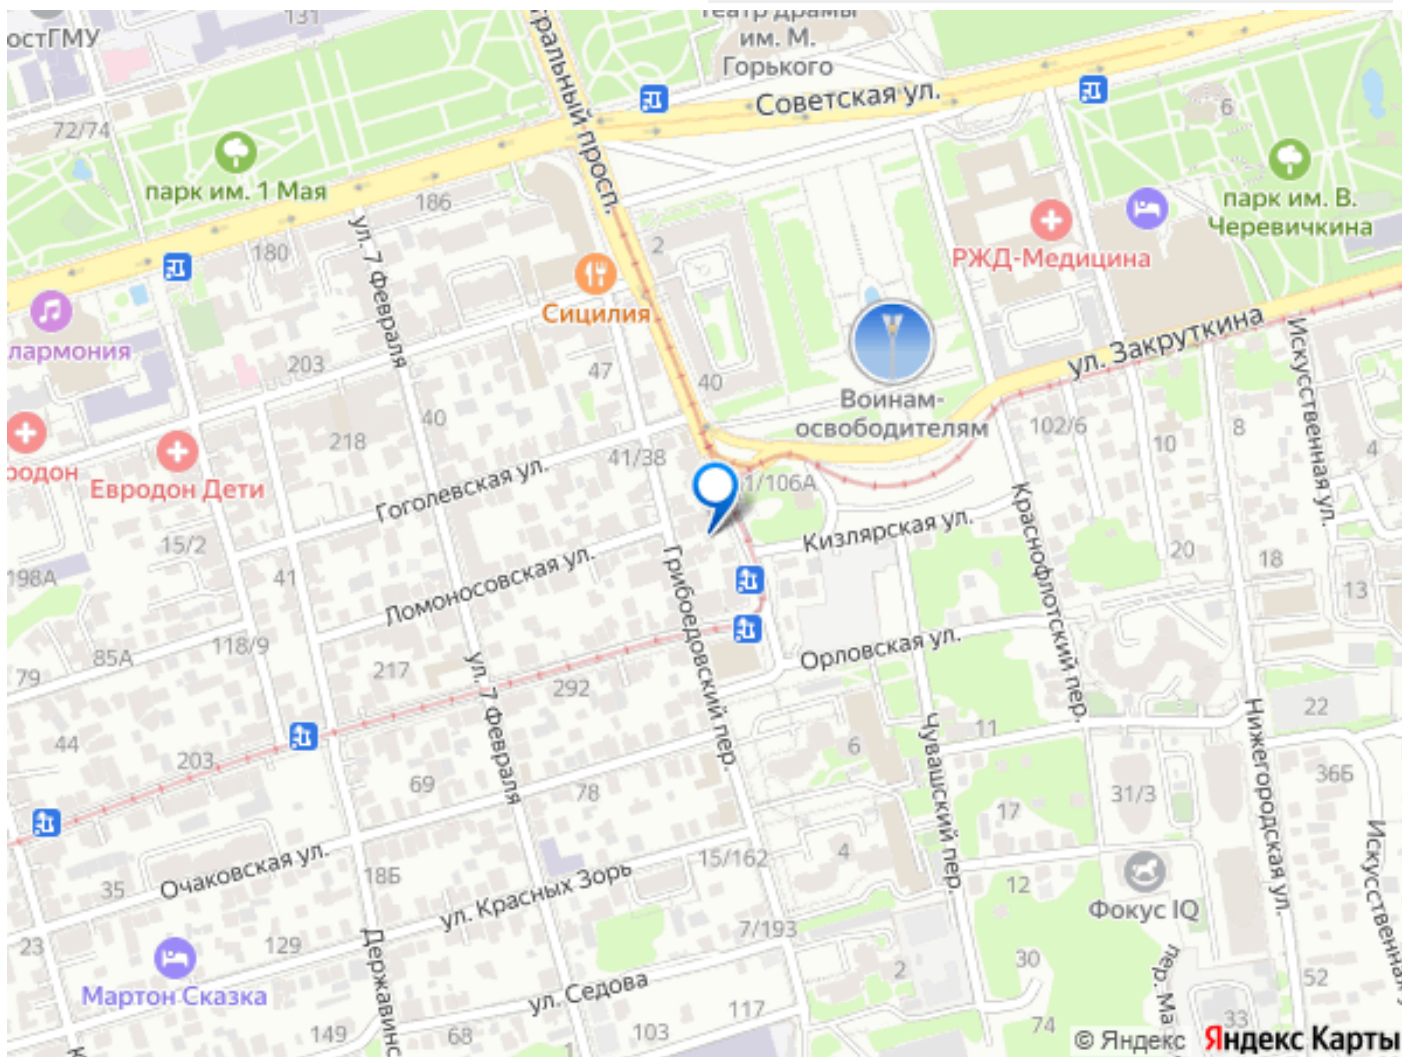 131
остГМУ
театр драмы
им. М.
Горького
тральный просп.
Советская ул.
72/74
6
парк им. 1 Мая
парк им. В.
Черевичкина
186
180
ул. 7 Февраля
2
РЖД-Медицина
Сицилия
лармония
203
47
40
Воинам-
освободителям
ул. Закруткина
Искусственная ул.
40
218
102/6
10
8
4
родон
Евродон Дети
Гоголевская ул.
41/38
1/106А
15/2
Кизлярская ул.
Краснофлотский пер.
20
18
198А
41
Ломоносовская ул.
Грибоедовский пер.
13
118/9
85А
79
217
ул. 7 Февраля
292
Орловская ул.
44
203
11
22
Нижегородская ул.
6
Чувашский пер.
69
78
36Б
31/3
17
Искусственная
Очаковская ул.
35
18Б
15/162
4
ул. Красных Зорь
12
Фокус IQ
23
129
Державинс
7/193
2
30
пер. Ма
52
Мартон Сказка
ул. Седова
149
68
103
117
74
33
© Яндекс Яндекс Карты